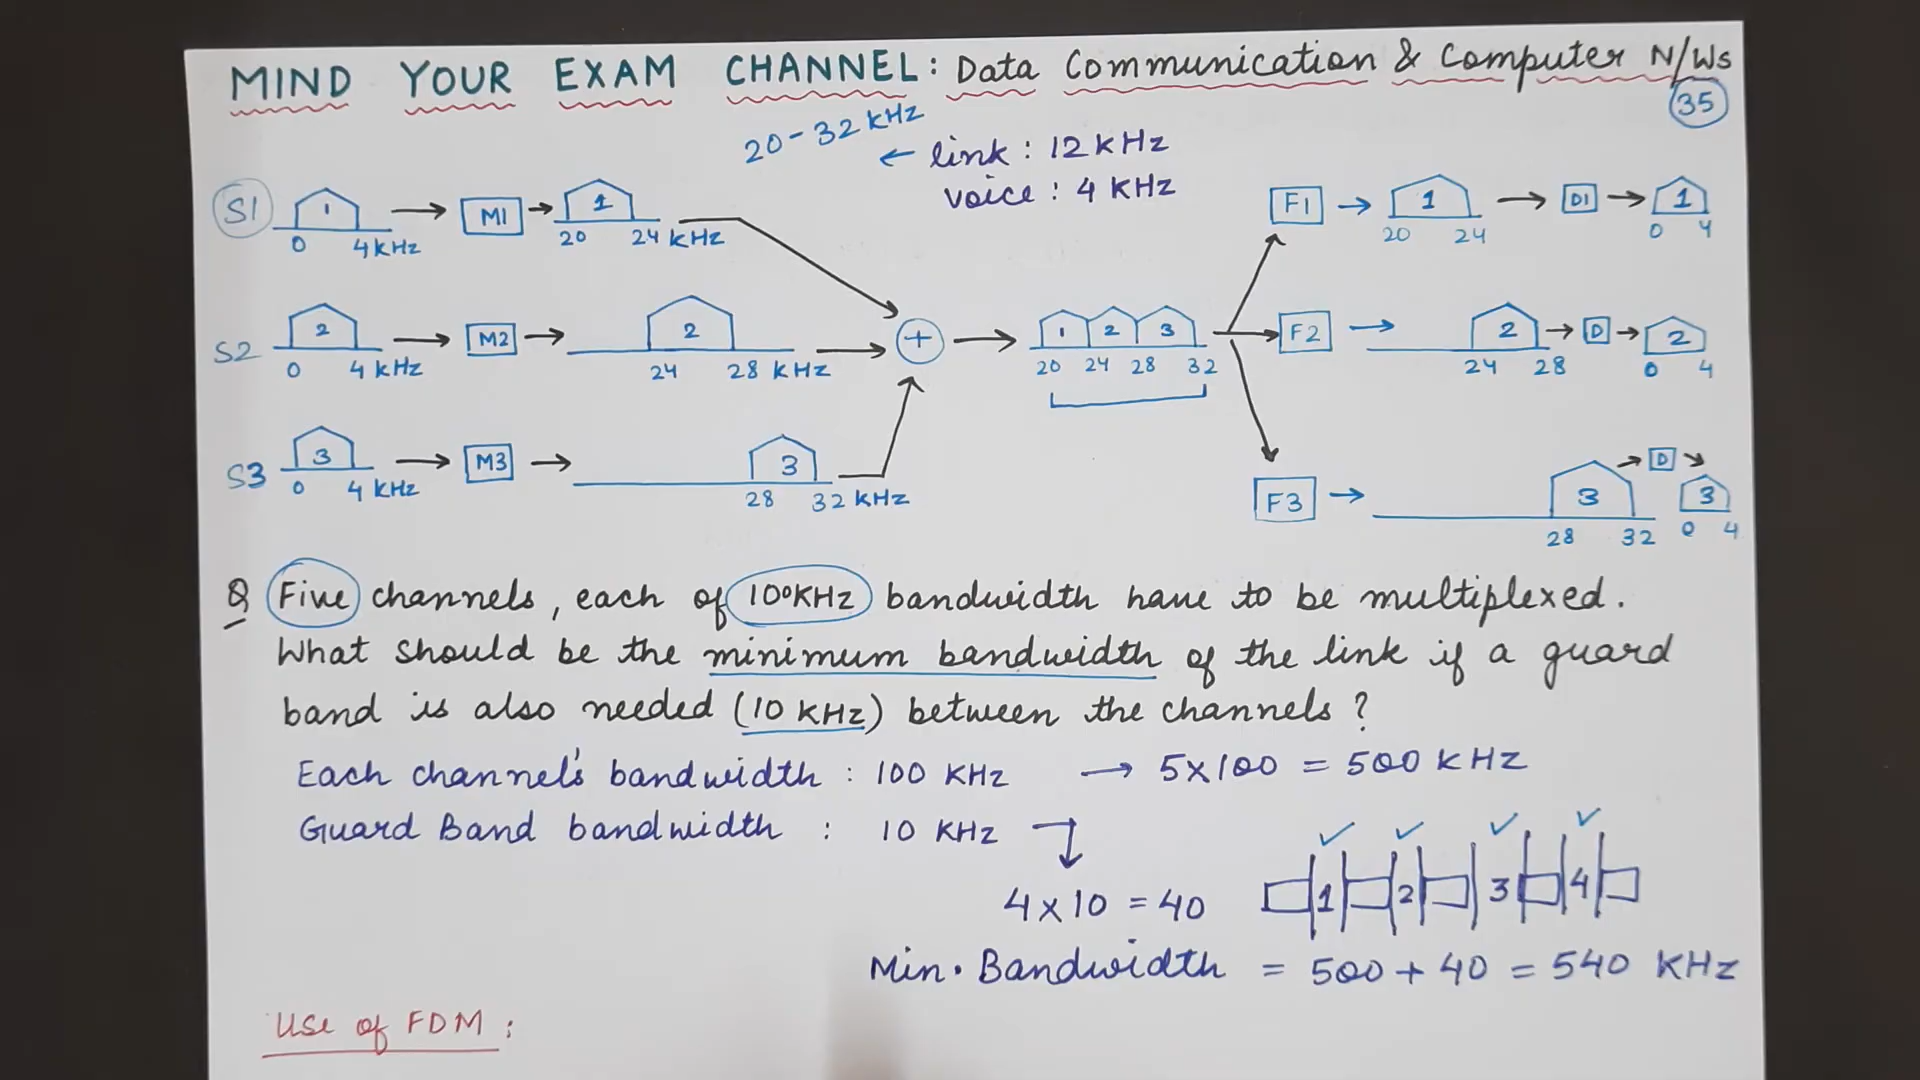 MIND YOUR EXAM CHANNEL: Data Communication & Computer N/Ws
35
20-32 KHz ← link: 12 KHz
voice: 4 KHz
S1 1 → M1 → 1
0 4 KHz 20 24 KHz
S2 2 → M2 → 2
0 4 KHz 24 28 KHz
S3 3 → M3 → 3
0 4 KHz 28 32 KHz
+ → 1 2 3
20 24 28 32
F1 → 1 → D1 → 1
20 24 0 4
F2 → 2 → D → 2
24 28 0 4
F3 → 3 → D 3
28 32 0 4
Q Five channels, each of 100KHz bandwidth have to be multiplexed.
What should be the minimum bandwidth of the link if a guard
band is also needed (10 KHz) between the channels?
Each channel's bandwidth : 100 KHz → 5x100 = 500 KHz
Guard Band bandwidth : 10 KHz
4 x 10 = 40
1 2 3 4
Min. Bandwidth = 500 + 40 = 540 KHz
Use of FDM: